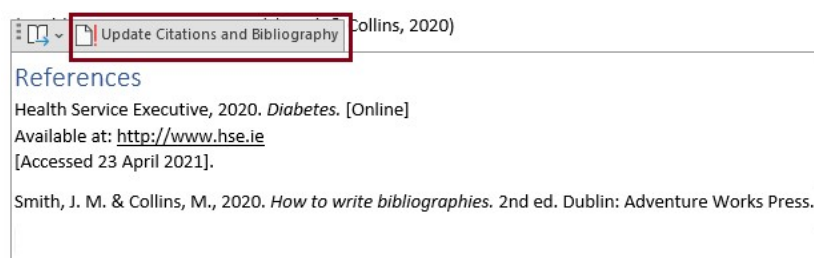 Collins, 2020)
Update Citations and Bibliography
References
Health Service Executive, 2020. Diabetes. [Online]
Available at: http://www.hse.ie
[Accessed 23 April 2021].
Smith, J. M. & Collins, M., 2020. How to write bibliographies. 2nd ed. Dublin: Adventure Works Press.